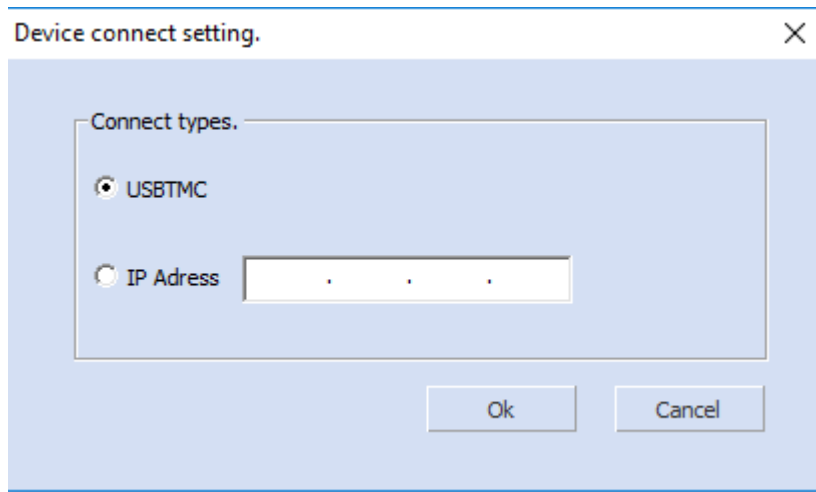 Device connect setting.
Connect types.
USBTMC
IP Adress . . .
Ok Cancel